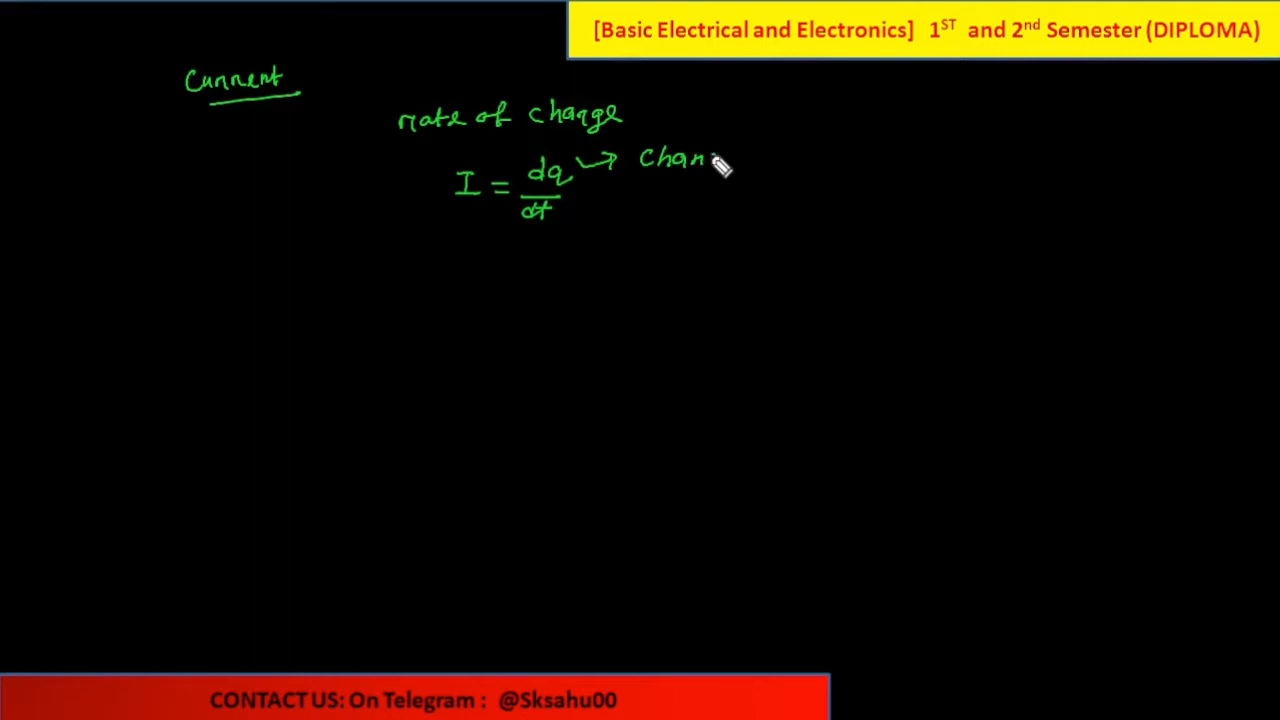 [Basic Electrical and Electronics] 1ST and 2nd Semester (DIPLOMA)
Current
rate of charge
I = dq/dt → Char
CONTACT US: On Telegram : @Sksahu00